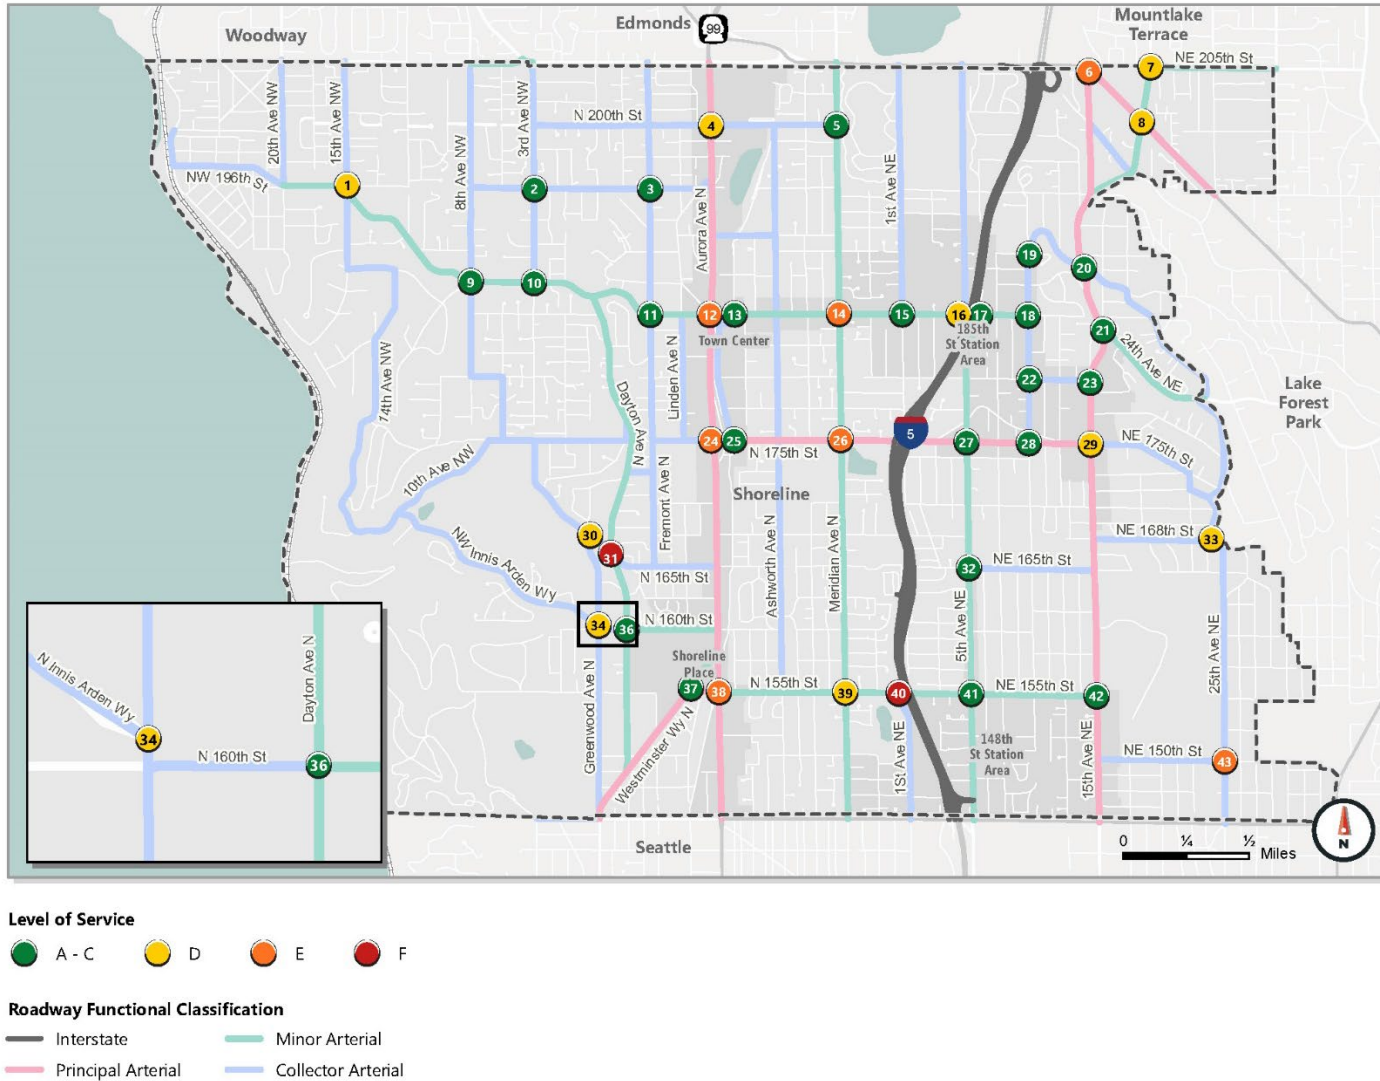 Woodway
Edmonds
99
Mountlake
Terrace
NE 205th St
6
7
20th Ave NW
15th Ave NW
8th Ave NW
3rd Ave NW
N 200th St
4
5
8
NW 196th St
1
2
3
Aurora Ave N
1st Ave NE
19
20
9
10
11
12
13
14
15
16
17
18
Town Center
185th
St Station
Area
21
24th Ave NE
14th Ave NW
Dayton Ave N
Linden Ave N
22
23
Lake
Forest
Park
5
10th Ave NW
24
25
N 175th St
26
27
28
29
NE 175th St
Shoreline
Fremont Ave N
Ashworth Ave N
Meridian Ave N
30
31
NW Innis Arden Wy
N 165th St
32
NE 165th St
NE 168th St
33
34
36
N 160th St
5th Ave NE
25th Ave NE
Shoreline
Place
37
38
N 155th St
39
40
41
NE 155th St
42
Greenwood Ave N
Westminster Wy N
1St Ave NE
148th
St Station
Area
15th Ave NE
NE 150th St
43
N Innis Arden Wy
Dayton Ave N
34
N 160th St
36
Seattle
0 ¼ ½
Miles
N
Level of Service
A - C D E F
Roadway Functional Classification
Interstate Minor Arterial
Principal Arterial Collector Arterial